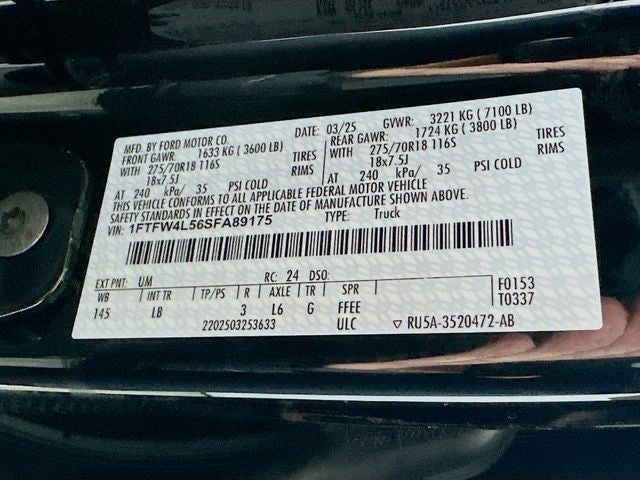 MFD. BY FORD MOTOR CO.
DATE: 03/25 GVWR: 3221 KG ( 7100 LB)
FRONT GAWR: 1633 KG ( 3600 LB) REAR GAWR: 1724 KG ( 3800 LB)
WITH 275/70R18 116S TIRES WITH 275/70R18 116S TIRES
18x7.5J RIMS 18x7.5J RIMS
AT 240 kPa/ 35 PSI COLD AT 240 kPa/ 35 PSI COLD
THIS VEHICLE CONFORMS TO ALL APPLICABLE FEDERAL MOTOR VEHICLE
SAFETY STANDARDS IN EFFECT ON THE DATE OF MANUFACTURE SHOWN ABOVE.
VIN: 1FTFW4L56SFA89175 TYPE: Truck
EXT PNT: UM RC: 24 DSO: F0153
WB INT TR TP/PS R AXLE TR SPR T0337
145 LB 3 L6 G FFEE
2202503253633 ULC ▽ RU5A-3520472-AB